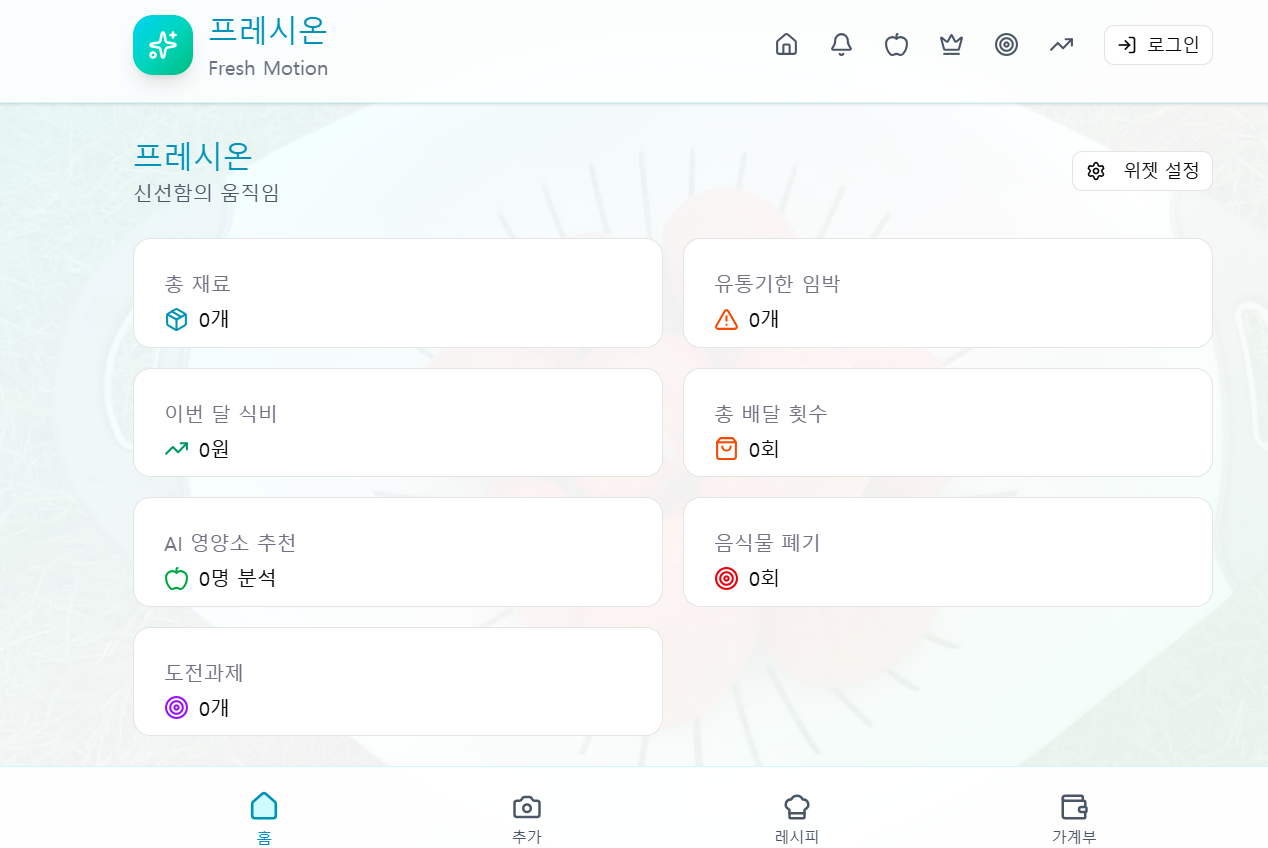 프레시온
Fresh Motion
로그인
프레시온
신선함의 움직임
위젯 설정
총 재료
0개
유통기한 임박
0개
이번 달 식비
0원
총 배달 횟수
0회
AI 영양소 추천
0명 분석
음식물 폐기
0회
도전과제
0개
홈
추가
레시피
가계부